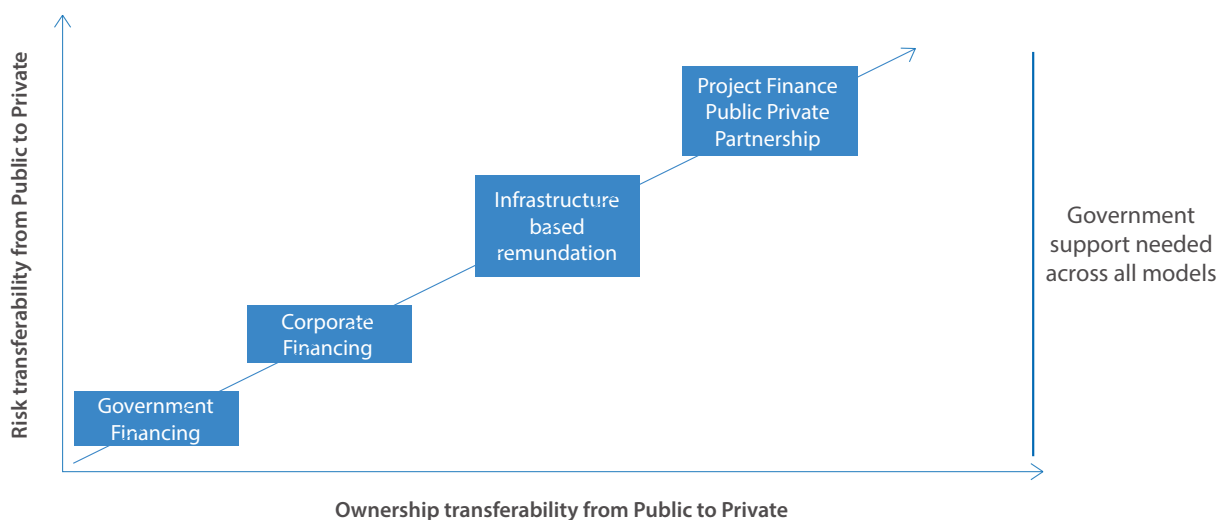 Risk transferability from Public to Private
Project Finance
Public Private
Partnership
Infrastructure
based
remundation
Corporate
Financing
Government
Financing
Government
support needed
across all models
Ownership transferability from Public to Private